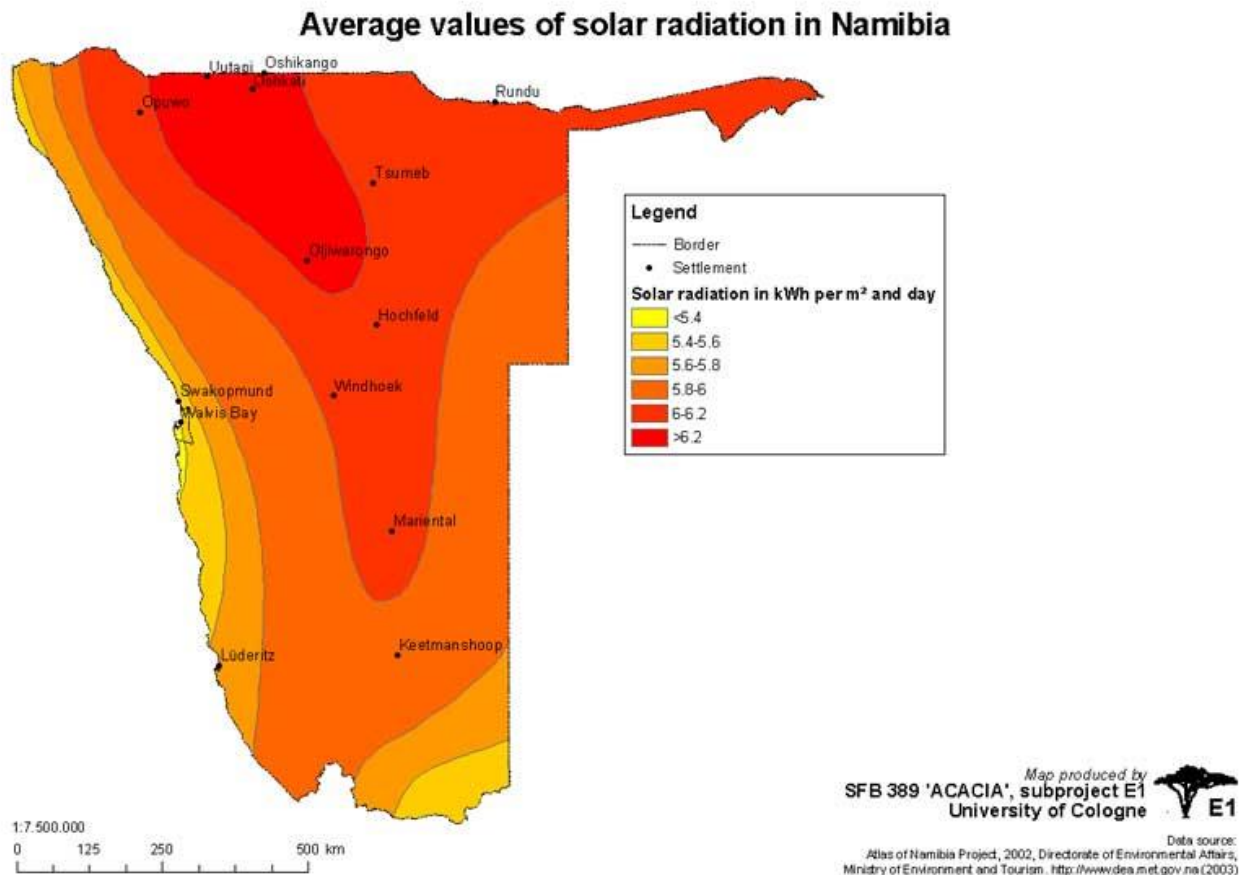 Average values of solar radiation in Namibia
Uutapi
Oshikango
Opuwo
Rundu
Tsumeb
Otjiwarongo
Hochfeld
Windhoek
Swakopmund
Walvis Bay
Mariental
Lüderitz
Keetmanshoop
Legend
Border
Settlement
Solar radiation in kWh per m² and day
<5.4
5.4-5.6
5.6-5.8
5.8-6
6-6.2
>6.2
Map produced by
SFB 389 'ACACIA', subproject E1
University of Cologne
E1
1:7.500.000
0 125 250 500 km
Data source:
Atlas of Namibia Project, 2002, Directorate of Environmental Affairs,
Ministry of Environment and Tourism. http://www.dea.met.gov.na (2003)